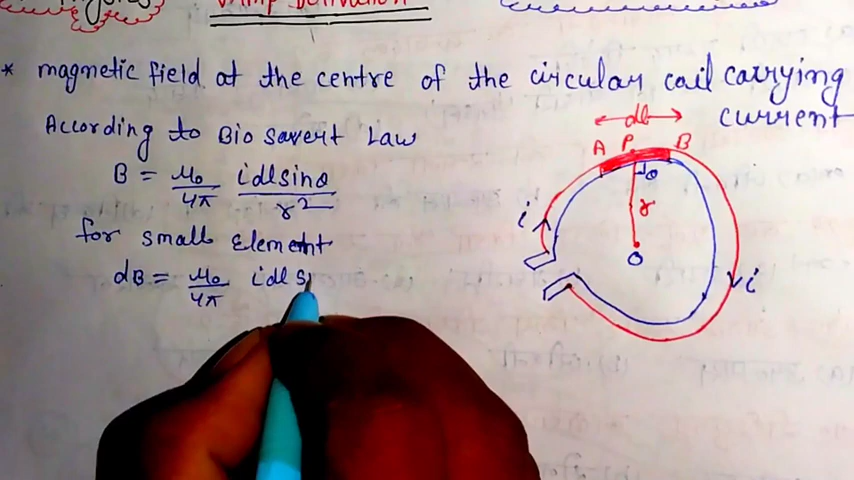 * magnetic field at the centre of the circular coil carrying
current
According to Bio savert Law
B = μ₀/4π idlsinθ/r²
for small Element
dB = μ₀/4π idl s
dl
A P B
θ
r
i
O
i